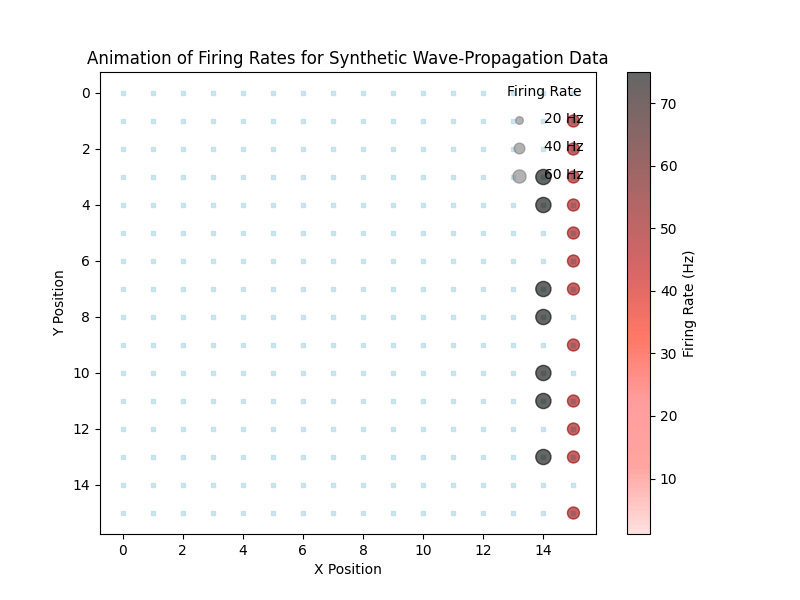 Animation of Firing Rates for Synthetic Wave-Propagation Data
Firing Rate
20 Hz
40 Hz
60 Hz
0
2
4
6
8
10
12
14
Y Position
0
2
4
6
8
10
12
14
X Position
70
60
50
40
30
20
10
Firing Rate (Hz)